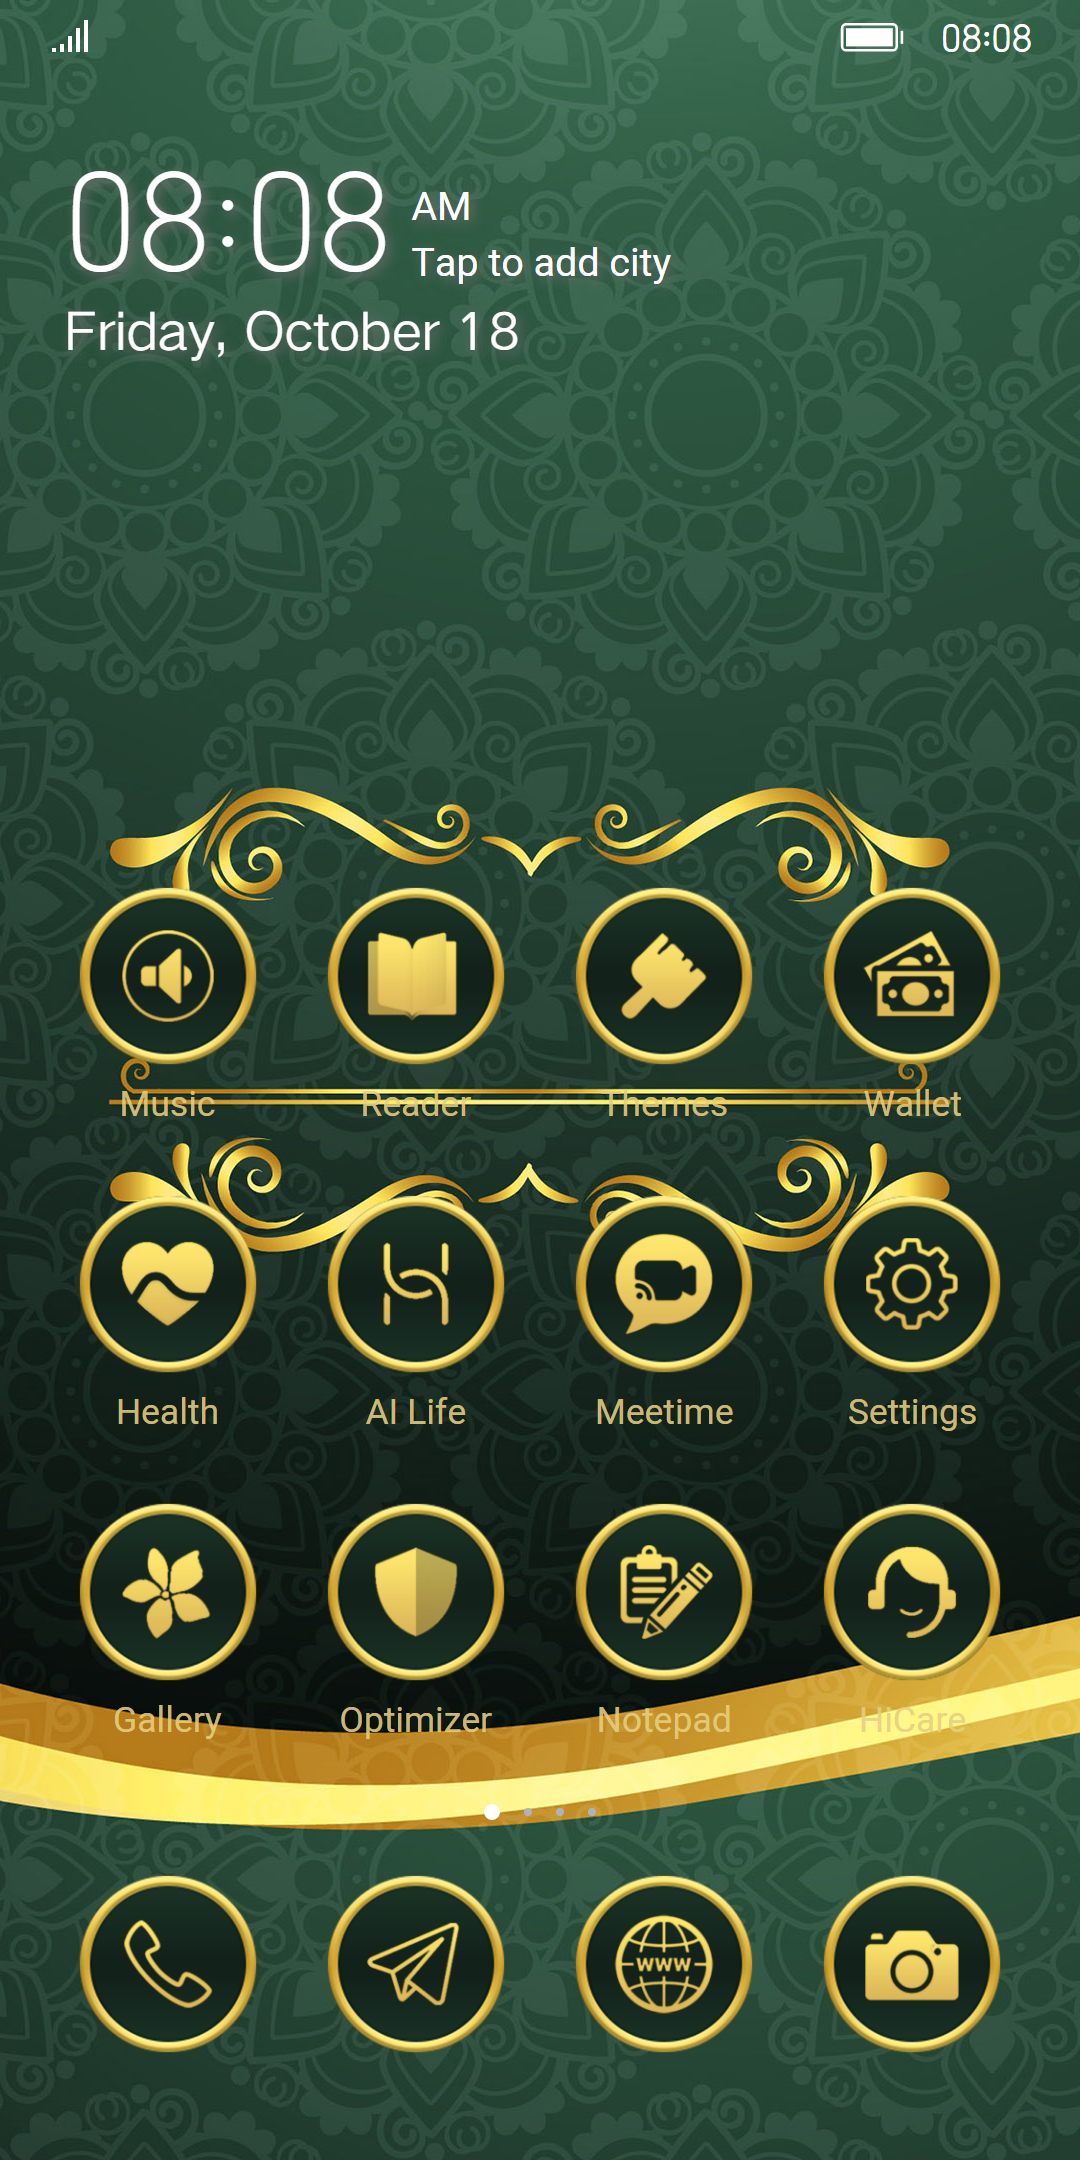 08:08
08:08 AM
Tap to add city
Friday, October 18
Music Reader Themes Wallet
Health AI Life Meetime Settings
Gallery Optimizer Notepad HiCare
www